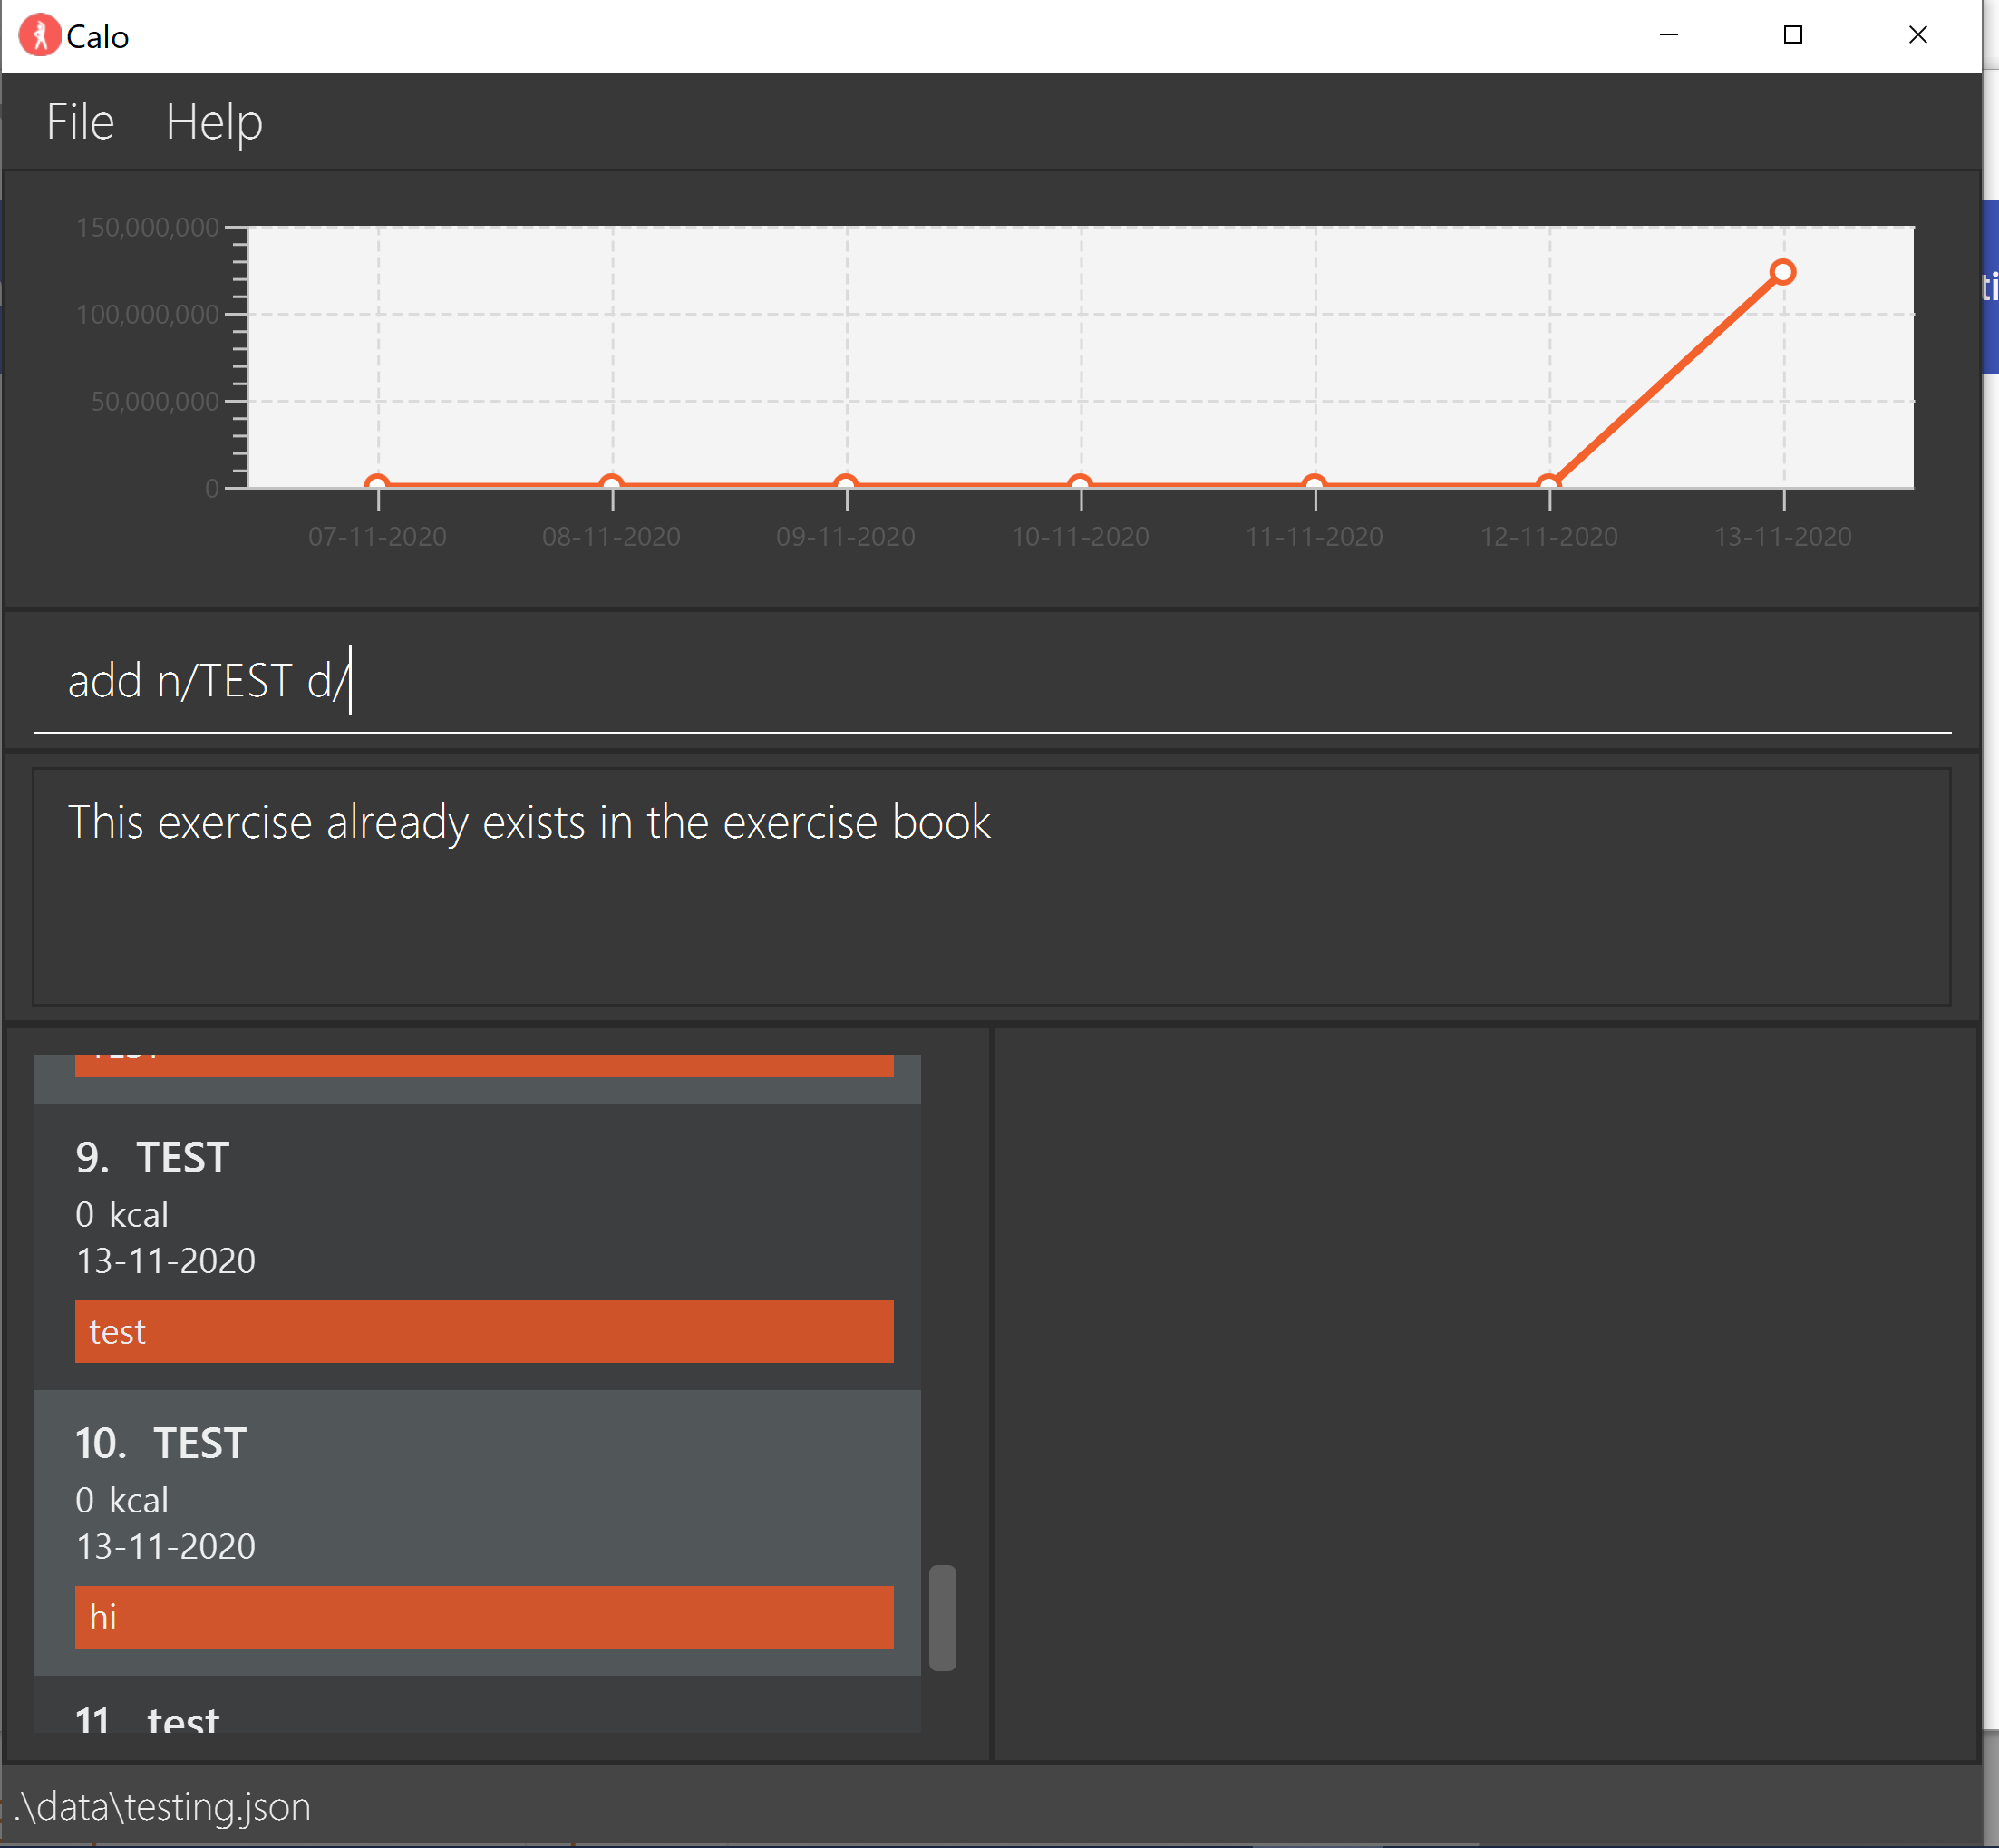 Calo
File Help
150,000,000
100,000,000
50,000,000
0
07-11-2020 08-11-2020 09-11-2020 10-11-2020 11-11-2020 12-11-2020 13-11-2020
ti
add n/TEST d/
This exercise already exists in the exercise book
9. TEST
0 kcal
13-11-2020
test
10. TEST
0 kcal
13-11-2020
hi
11 test
.\data\testing.json